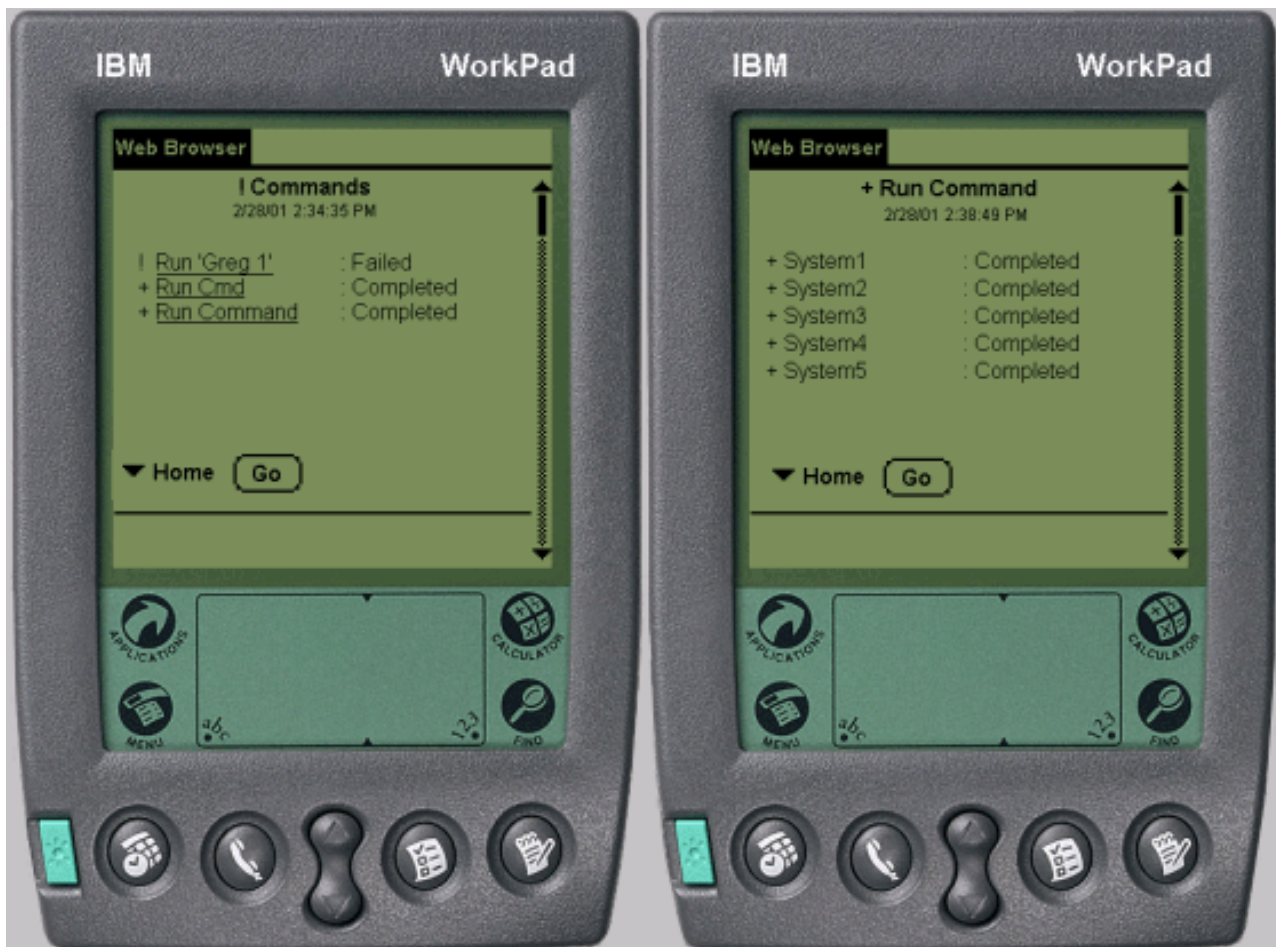 IBM WorkPad
Web Browser
! Commands
2/28/01 2:34:35 PM
! Run 'Greg 1' : Failed
+ Run Cmd : Completed
+ Run Command : Completed
Home Go
APPLICATIONS
CALCULATOR
MENU
abc
123
FIND
IBM WorkPad
Web Browser
+ Run Command
2/28/01 2:38:49 PM
+ System1 : Completed
+ System2 : Completed
+ System3 : Completed
+ System4 : Completed
+ System5 : Completed
Home Go
APPLICATIONS
CALCULATOR
MENU
abc
123
FIND